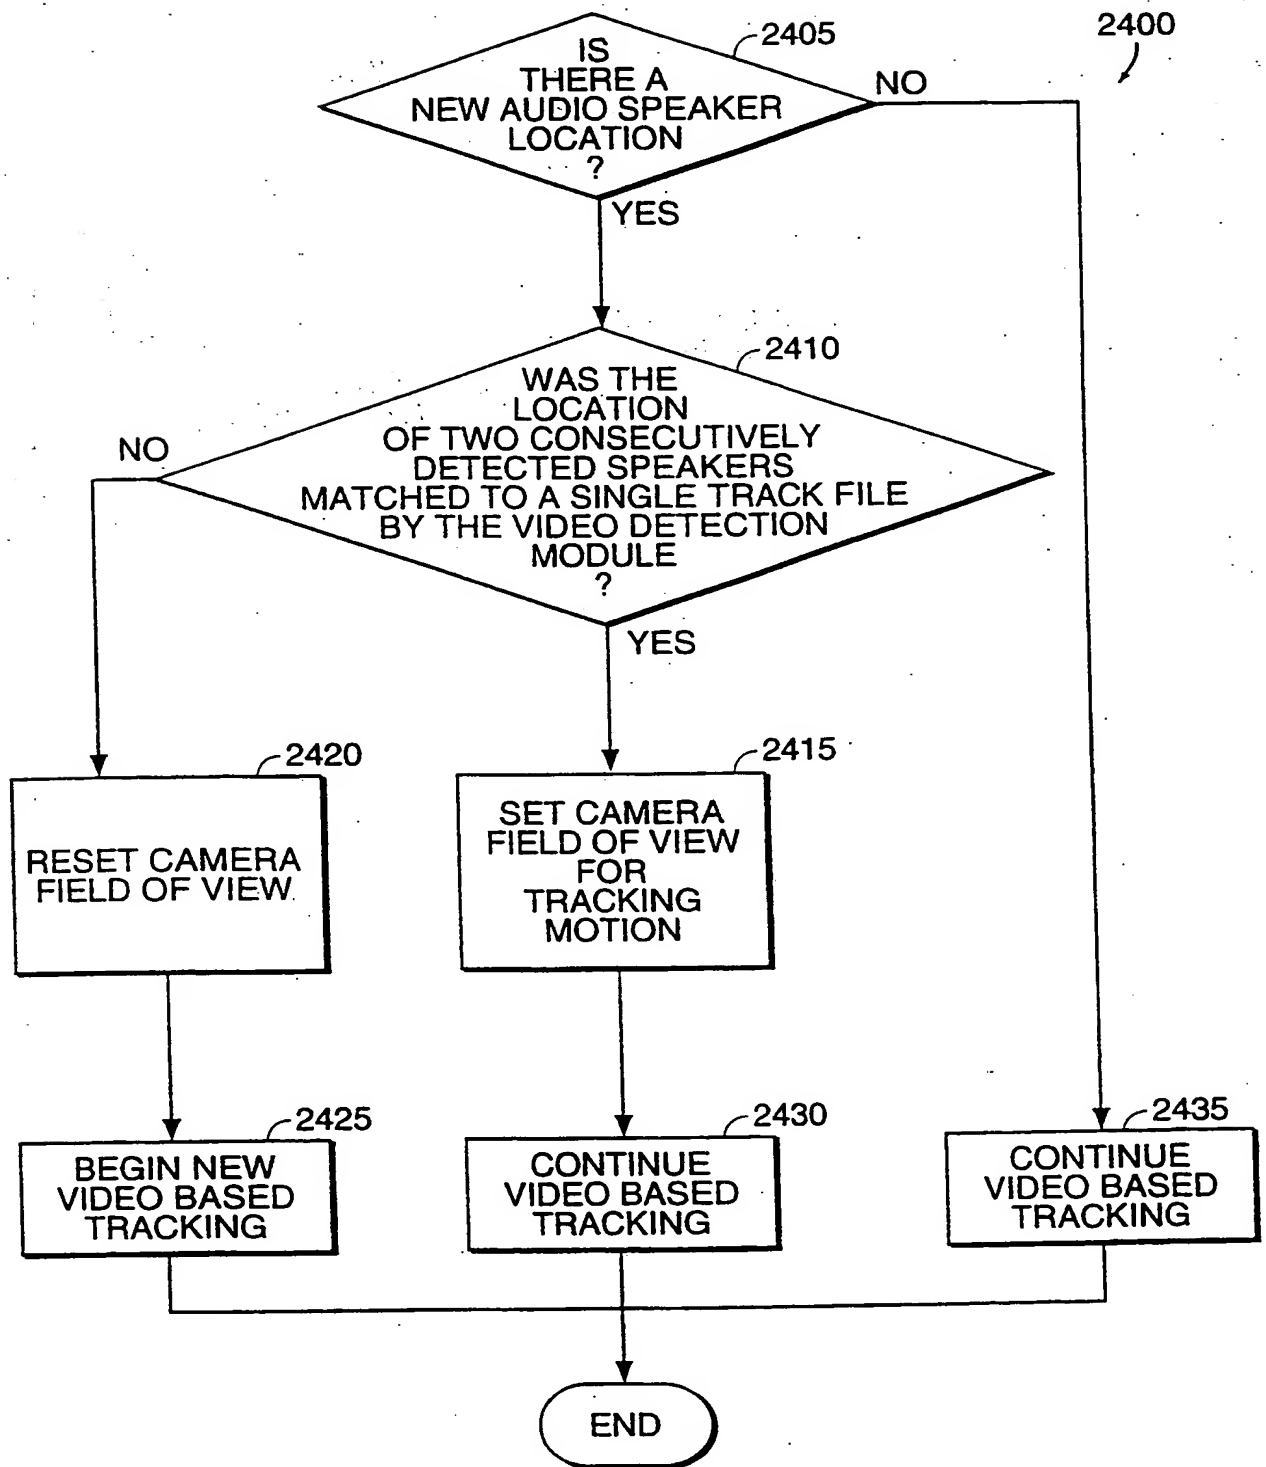 2405
2400
IS
THERE A
NEW AUDIO SPEAKER
LOCATION
?
NO
YES
2410
WAS THE
LOCATION
OF TWO CONSECUTIVELY
DETECTED SPEAKERS
MATCHED TO A SINGLE TRACK FILE
BY THE VIDEO DETECTION
MODULE
?
NO
YES
2420
RESET CAMERA
FIELD OF VIEW
2415
SET CAMERA
FIELD OF VIEW
FOR
TRACKING
MOTION
2425
BEGIN NEW
VIDEO BASED
TRACKING
2430
CONTINUE
VIDEO BASED
TRACKING
2435
CONTINUE
VIDEO BASED
TRACKING
END